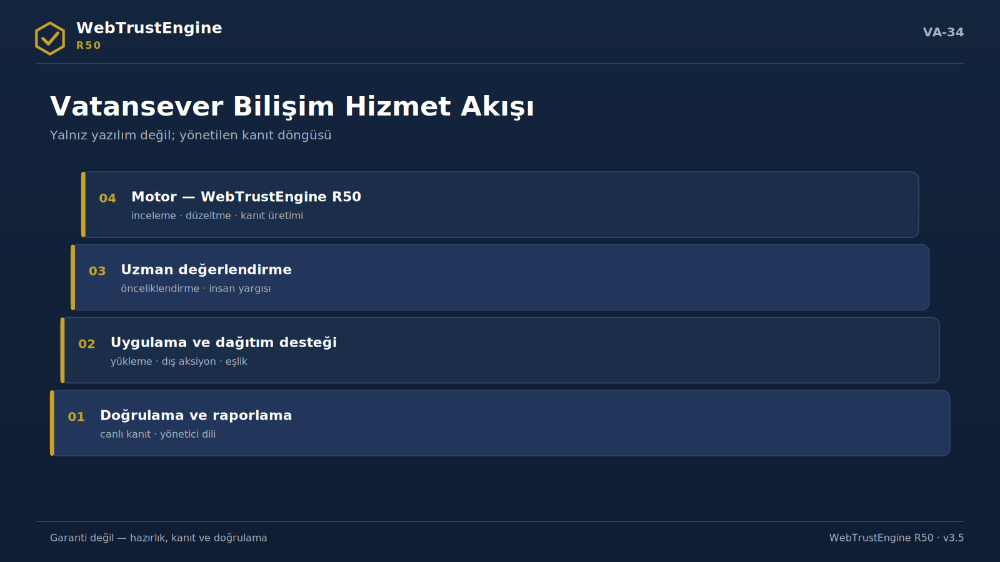 WebTrustEngine
R50
VA-34
Vatansever Bilişim Hizmet Akışı
Yalnız yazılım değil; yönetilen kanıt döngüsü
04 Motor — WebTrustEngine R50
inceleme · düzeltme · kanıt üretimi
03 Uzman değerlendirme
önceliklendirme · insan yargısı
02 Uygulama ve dağıtım desteği
yükleme · dış aksiyon · eşlik
01 Doğrulama ve raporlama
canlı kanıt · yönetici dili
Garanti değil — hazırlık, kanıt ve doğrulama
WebTrustEngine R50 · v3.5